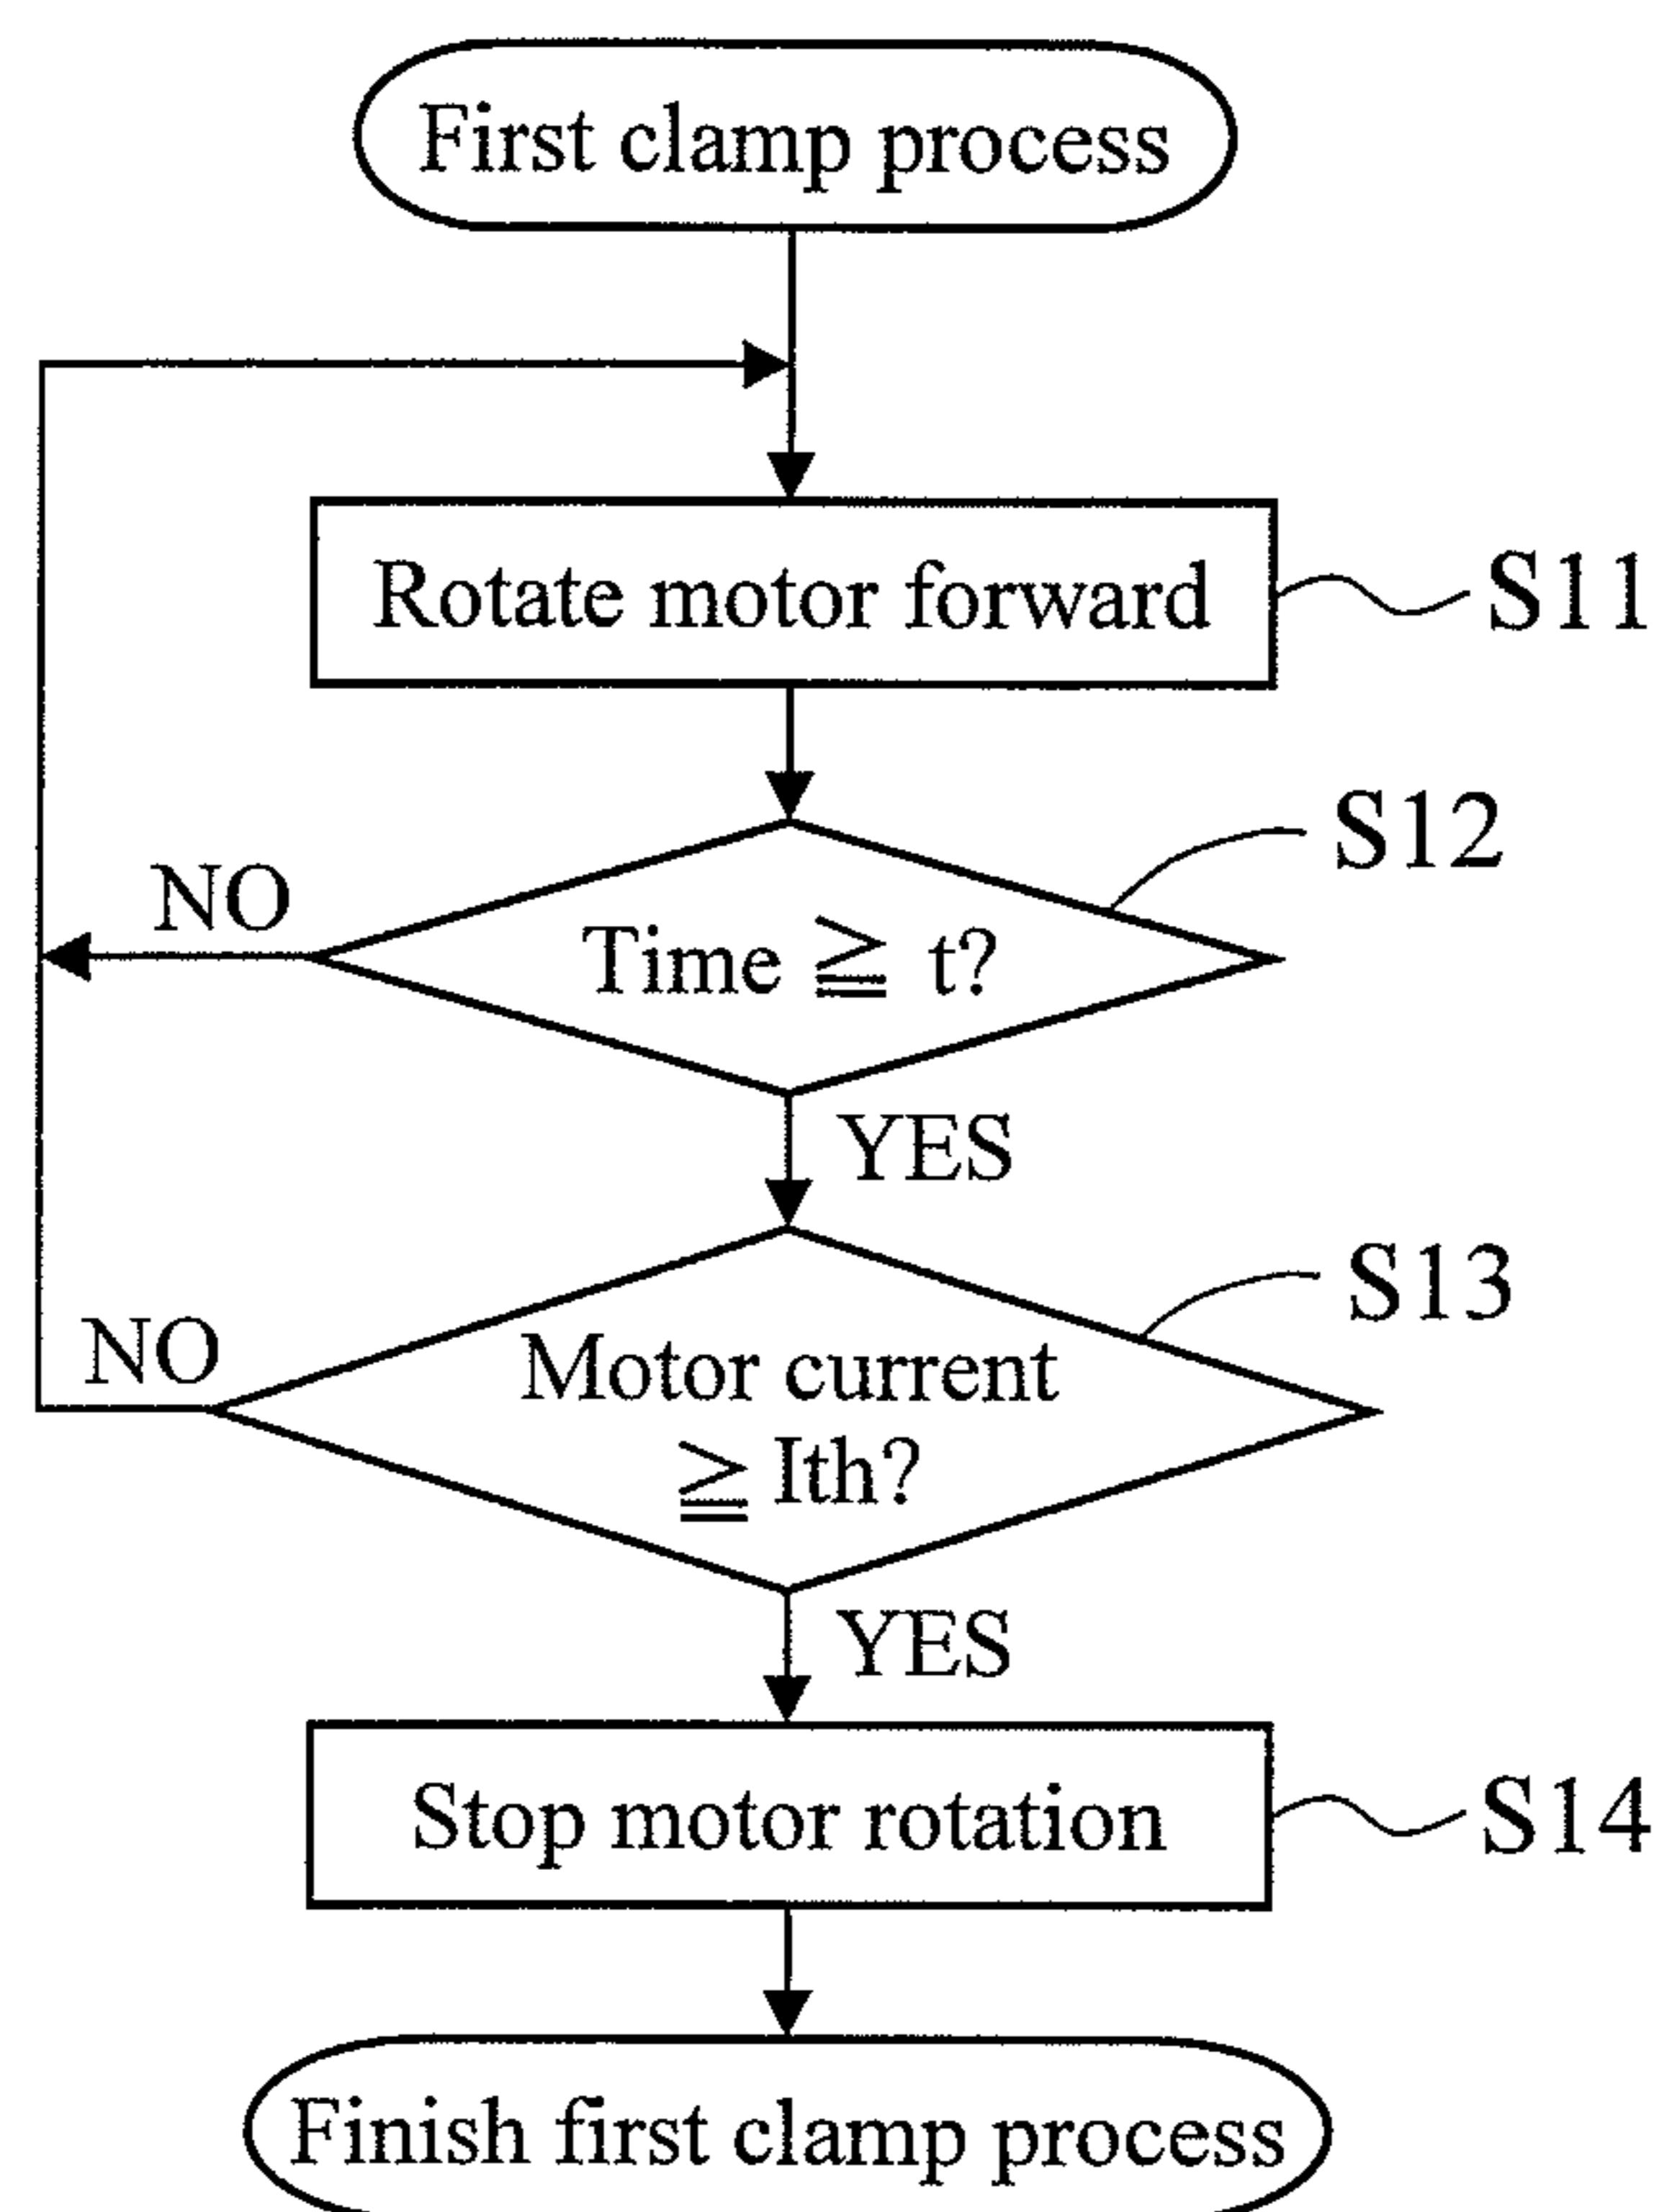 First clamp process
Rotate motor forward
S11
S12
NO
Time ≧ t?
YES
S13
NO
Motor current
≧ Ith?
YES
Stop motor rotation
S14
Finish first clamp process